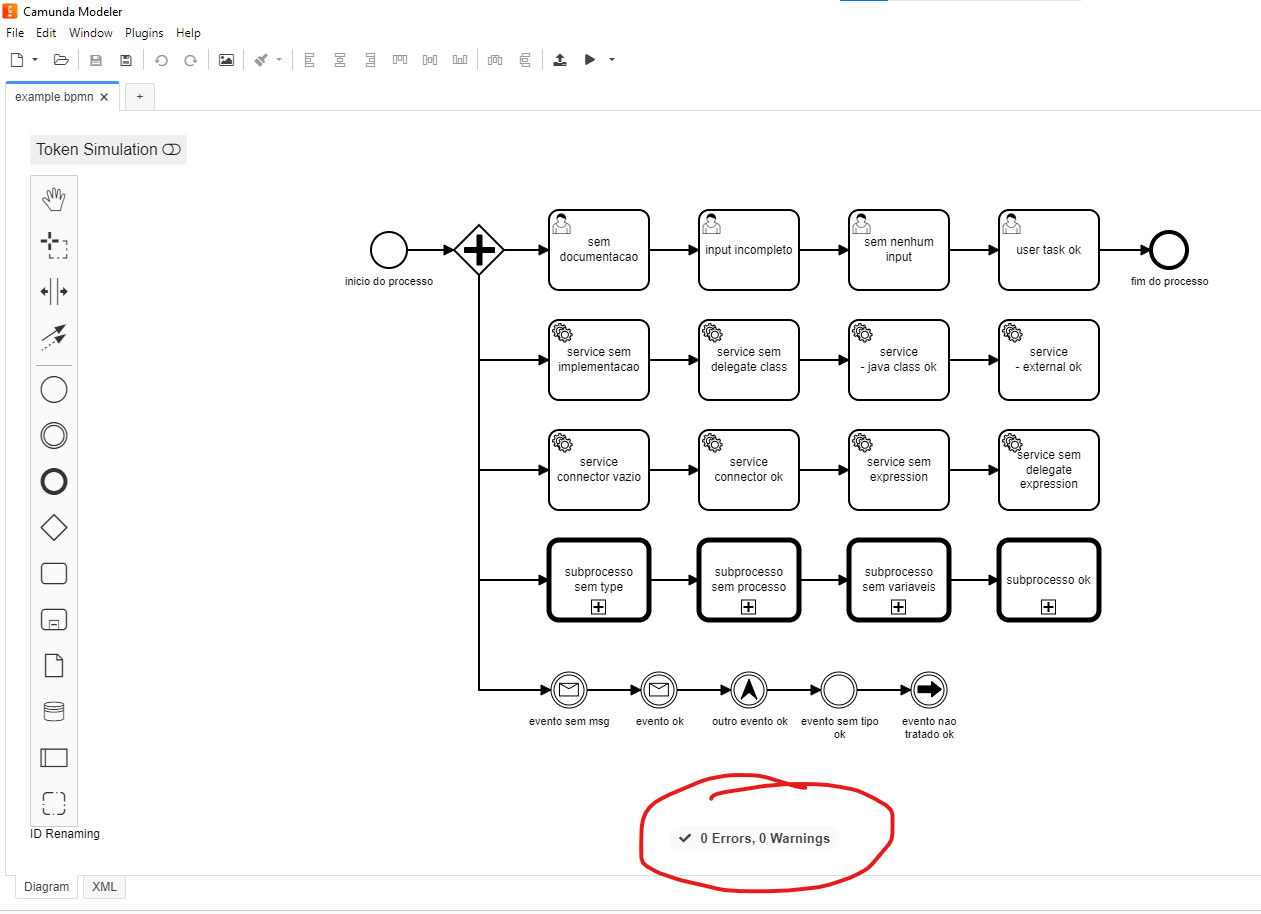 Camunda Modeler
File Edit Window Plugins Help
example.bpmn
+
Token Simulation
inicio do processo
sem
documentacao
input incompleto
sem nenhum
input
user task ok
fim do processo
service sem
implementacao
service sem
delegate class
service
- java class ok
service
- external ok
service
connector vazio
service
connector ok
service sem
expression
service sem
delegate
expression
subprocesso
sem type
subprocesso
sem processo
subprocesso
sem variaveis
subprocesso ok
evento sem msg
evento ok
outro evento ok
evento sem tipo
ok
evento nao
tratado ok
0 Errors, 0 Warnings
ID Renaming
Diagram
XML